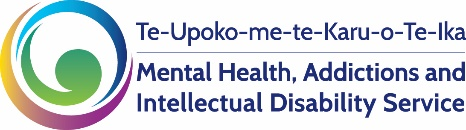 Te-Upoko-me-te-Karu-o-Te-Ika
Mental Health, Addictions and
Intellectual Disability Service